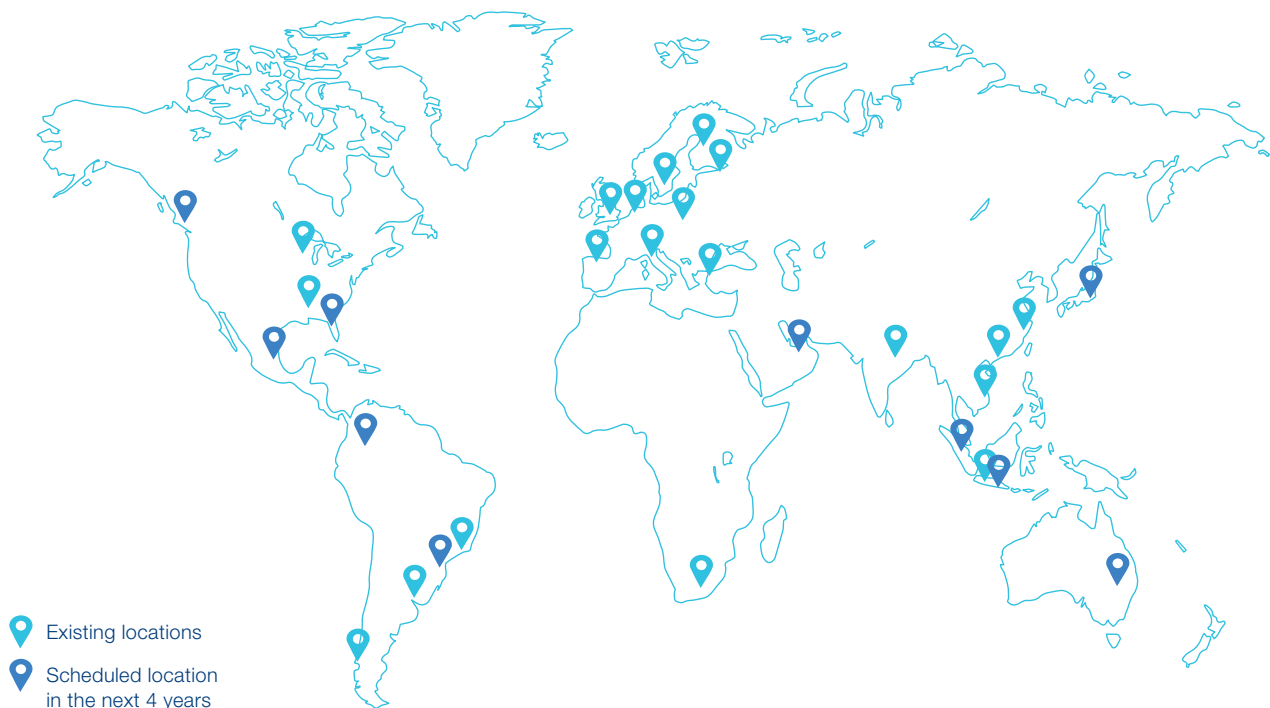 Existing locations
Scheduled location
in the next 4 years